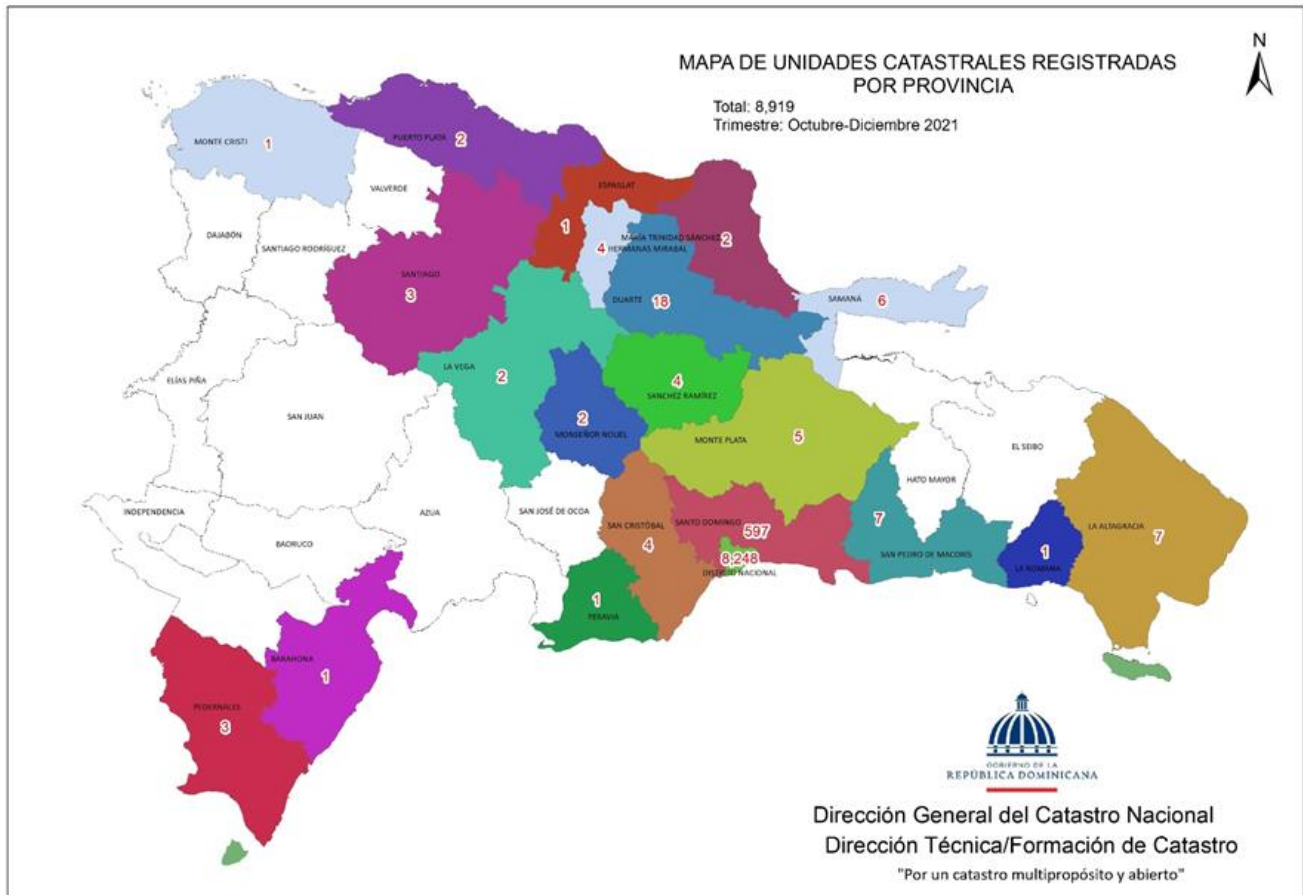 N
MAPA DE UNIDADES CATASTRALES REGISTRADAS
POR PROVINCIA
Total: 8,919
Trimestre: Octubre-Diciembre 2021
MONTE CRISTI
1
PUERTO PLATA
2
VALVERDE
ESPAILLAT
1
DAJABÓN
SANTIAGO RODRÍGUEZ
4
MARÍA TRINIDAD SÁNCHEZ
2
HERMANAS MIRABAL
SANTIAGO
3
DUARTE
18
SAMANÁ
6
ELÍAS PIÑA
LA VEGA
2
4
SANCHEZ RAMÍREZ
SAN JUAN
2
MONSEÑOR NOUEL
MONTE PLATA
5
EL SEIBO
HATO MAYOR
INDEPENDENCIA
AZUA
SAN JOSÉ DE OCOA
SAN CRISTÓBAL
4
SANTO DOMINGO
597
7
LA ALTAGRACIA
7
BAORUCO
8,248
DISTRITO NACIONAL
SAN PEDRO DE MACORÍS
1
LA ROMANA
1
PERAVIA
BARAHONA
1
PEDERNALES
3
GOBIERNO DE LA
REPÚBLICA DOMINICANA
Dirección General del Catastro Nacional
Dirección Técnica/Formación de Catastro
"Por un catastro multipropósito y abierto"